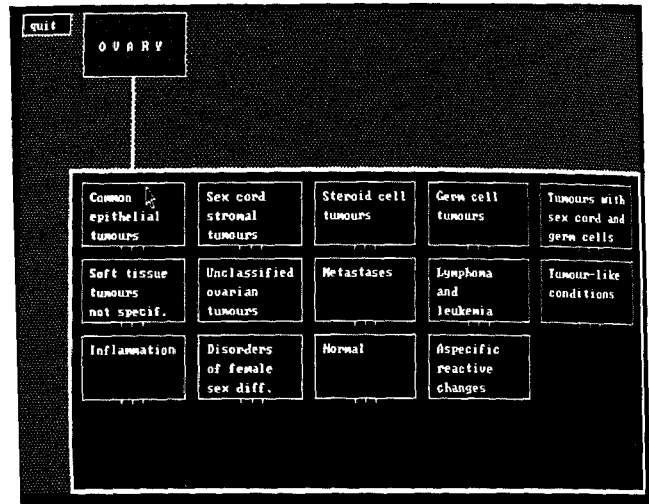 quit
O V A R Y
Common
epithelial
tumours
Sex cord
stromal
tumours
Steroid cell
tumours
Germ cell
tumours
Tumours with
sex cord and
germ cells
Soft tissue
tumours
not specif.
Unclassified
ovarian
tumours
Metastases
Lymphoma
and
leukemia
Tumour-like
conditions
Inflammation
Disorders
of female
sex diff.
Normal
Aspecific
reactive
changes